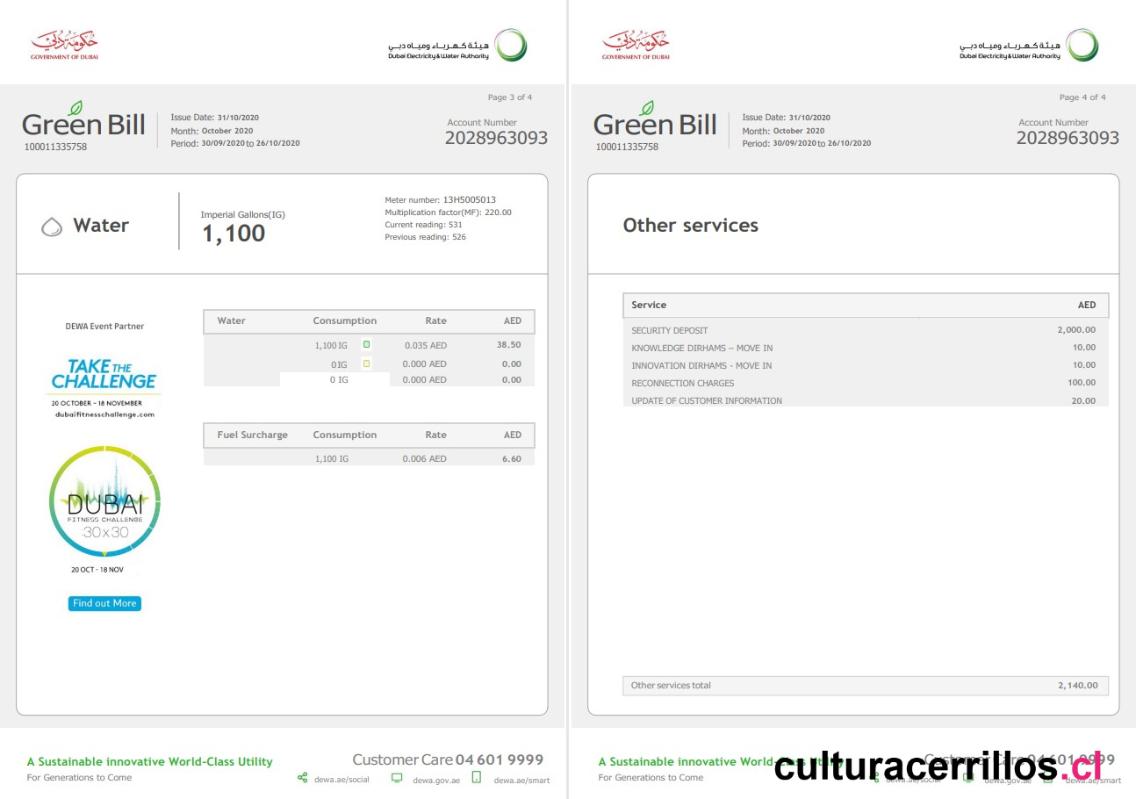 حكومة دبي
GOVERNMENT OF DUBAI
هيئة كهرباء ومياه دبي
Dubai Electricity & Water Authority
Page 3 of 4
Green Bill
100011335758
Issue Date: 31/10/2020
Month: October 2020
Period: 30/09/2020 to 26/10/2020
Account Number
2028963093
Water
Imperial Gallons(IG)
1,100
Meter number: 13H5005013
Multiplication factor(MF): 220.00
Current reading: 531
Previous reading: 526
DEWA Event Partner
TAKE THE
CHALLENGE
20 OCTOBER – 18 NOVEMBER
dubaifitnesschallenge.com
DUBAI
FITNESS CHALLENGE
30x30
20 OCT - 18 NOV
Find out More
Water Consumption Rate AED
1,100 IG 0.035 AED 38.50
0 IG 0.000 AED 0.00
0 IG 0.000 AED 0.00
Fuel Surcharge Consumption Rate AED
1,100 IG 0.006 AED 6.60
A Sustainable innovative World-Class Utility
For Generations to Come
Customer Care 04 601 9999
dewa.ae/social dewa.gov.ae dewa.ae/smart
حكومة دبي
GOVERNMENT OF DUBAI
هيئة كهرباء ومياه دبي
Dubai Electricity & Water Authority
Page 4 of 4
Green Bill
100011335758
Issue Date: 31/10/2020
Month: October 2020
Period: 30/09/2020 to 26/10/2020
Account Number
2028963093
Other services
Service AED
SECURITY DEPOSIT 2,000.00
KNOWLEDGE DIRHAMS – MOVE IN 10.00
INNOVATION DIRHAMS - MOVE IN 10.00
RECONNECTION CHARGES 100.00
UPDATE OF CUSTOMER INFORMATION 20.00
Other services total 2,140.00
A Sustainable innovative World-Class Utility
For Generations to Come
Customer Care 04 601 9999
dewa.ae/social dewa.gov.ae dewa.ae/smart
culturacerrillos.cl